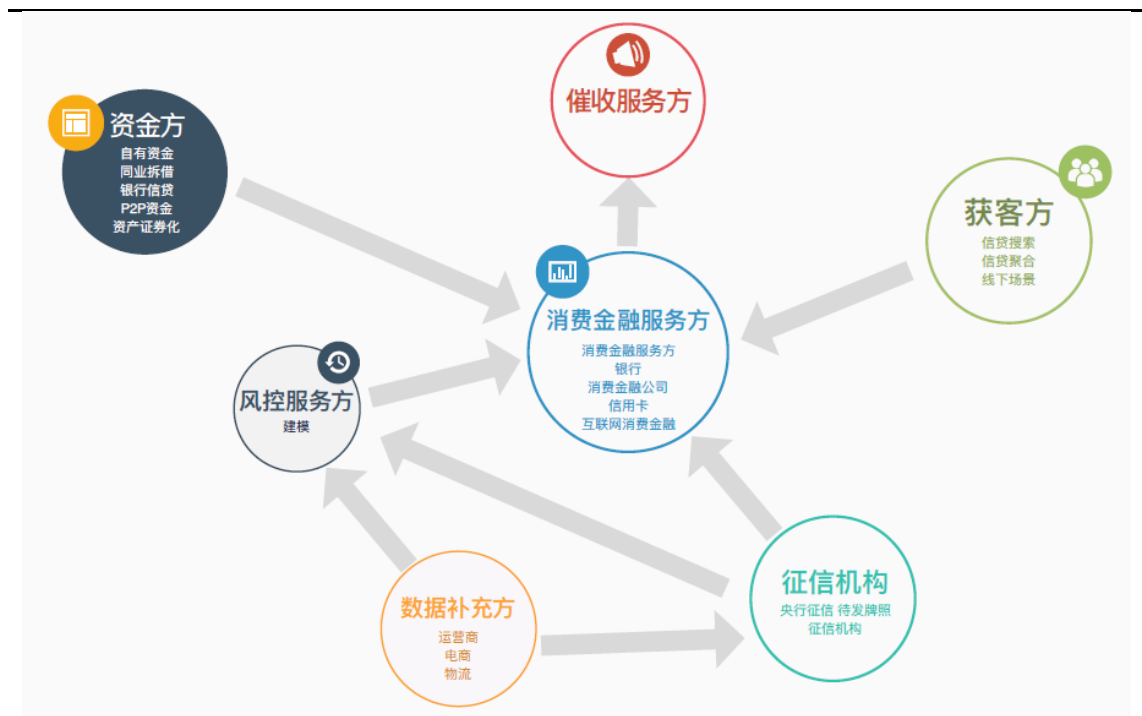 催收服务方
资金方
自有资金
同业拆借
银行信贷
P2P资金
资产证券化
获客方
信贷搜索
信贷聚合
线下场景
消费金融服务方
消费金融服务方
银行
消费金融公司
信用卡
互联网消费金融
风控服务方
建模
数据补充方
运营商
电商
物流
征信机构
央行征信 待发牌照
征信机构